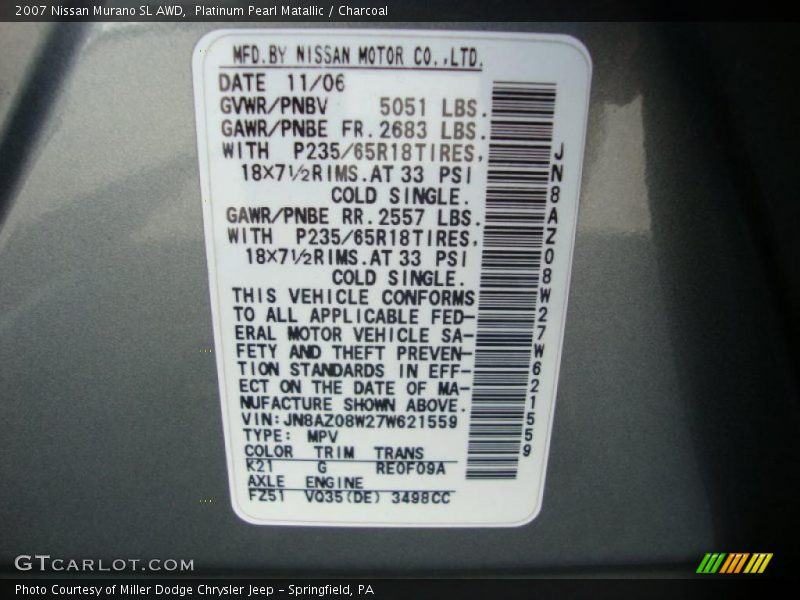 2007 Nissan Murano SL AWD,  Platinum Pearl Matallic / Charcoal
MFD.BY NISSAN MOTOR CO.,LTD.
DATE 11/06
GVWR/PNBV 5051 LBS.
GAWR/PNBE FR.2683 LBS.
WITH P235/65R18TIRES,
18×7½RIMS.AT 33 PSI
COLD SINGLE.
GAWR/PNBE RR.2557 LBS.
WITH P235/65R18TIRES,
18×7½RIMS.AT 33 PSI
COLD SINGLE.
THIS VEHICLE CONFORMS
TO ALL APPLICABLE FED-
ERAL MOTOR VEHICLE SA-
FETY AND THEFT PREVEN-
TION STANDARDS IN EFF-
ECT ON THE DATE OF MA-
NUFACTURE SHOWN ABOVE.
VIN:JN8AZ08W27W621559
TYPE: MPV
COLOR TRIM TRANS
K21 G RE0F09A
AXLE ENGINE
FZ51 VQ35(DE) 3498CC
JN8AZ08W27W621559
GTCARLOT.COM
Photo Courtesy of Miller Dodge Chrysler Jeep – Springfield, PA